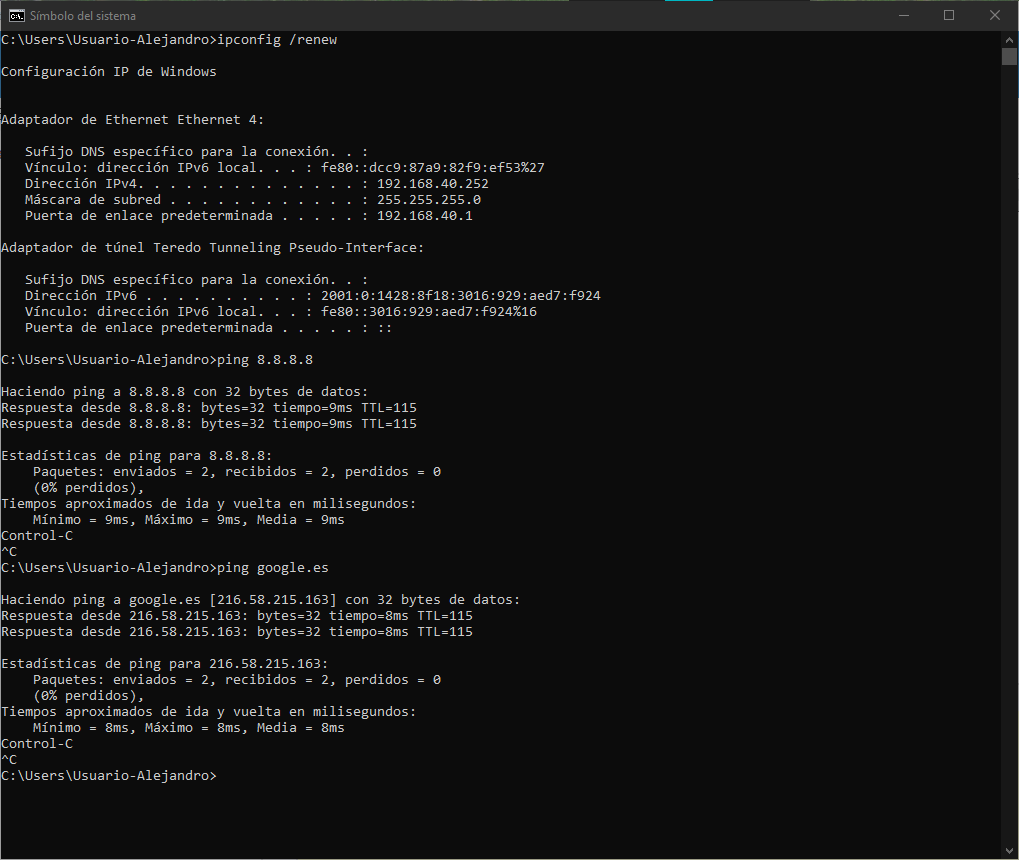 Símbolo del sistema
C:\Users\Usuario-Alejandro>ipconfig /renew
Configuración IP de Windows
Adaptador de Ethernet Ethernet 4:
Sufijo DNS específico para la conexión. . :
Vínculo: dirección IPv6 local. . . : fe80::dcc9:87a9:82f9:ef53%27
Dirección IPv4. . . . . . . . . . . . . . : 192.168.40.252
Máscara de subred . . . . . . . . . . . . : 255.255.255.0
Puerta de enlace predeterminada . . . . . : 192.168.40.1
Adaptador de túnel Teredo Tunneling Pseudo-Interface:
Sufijo DNS específico para la conexión. . :
Dirección IPv6 . . . . . . . . . . : 2001:0:1428:8f18:3016:929:aed7:f924
Vínculo: dirección IPv6 local. . . : fe80::3016:929:aed7:f924%16
Puerta de enlace predeterminada . . . . . : ::
C:\Users\Usuario-Alejandro>ping 8.8.8.8
Haciendo ping a 8.8.8.8 con 32 bytes de datos:
Respuesta desde 8.8.8.8: bytes=32 tiempo=9ms TTL=115
Respuesta desde 8.8.8.8: bytes=32 tiempo=9ms TTL=115
Estadísticas de ping para 8.8.8.8:
Paquetes: enviados = 2, recibidos = 2, perdidos = 0
(0% perdidos),
Tiempos aproximados de ida y vuelta en milisegundos:
Mínimo = 9ms, Máximo = 9ms, Media = 9ms
Control-C
^C
C:\Users\Usuario-Alejandro>ping google.es
Haciendo ping a google.es [216.58.215.163] con 32 bytes de datos:
Respuesta desde 216.58.215.163: bytes=32 tiempo=8ms TTL=115
Respuesta desde 216.58.215.163: bytes=32 tiempo=8ms TTL=115
Estadísticas de ping para 216.58.215.163:
Paquetes: enviados = 2, recibidos = 2, perdidos = 0
(0% perdidos),
Tiempos aproximados de ida y vuelta en milisegundos:
Mínimo = 8ms, Máximo = 8ms, Media = 8ms
Control-C
^C
C:\Users\Usuario-Alejandro>